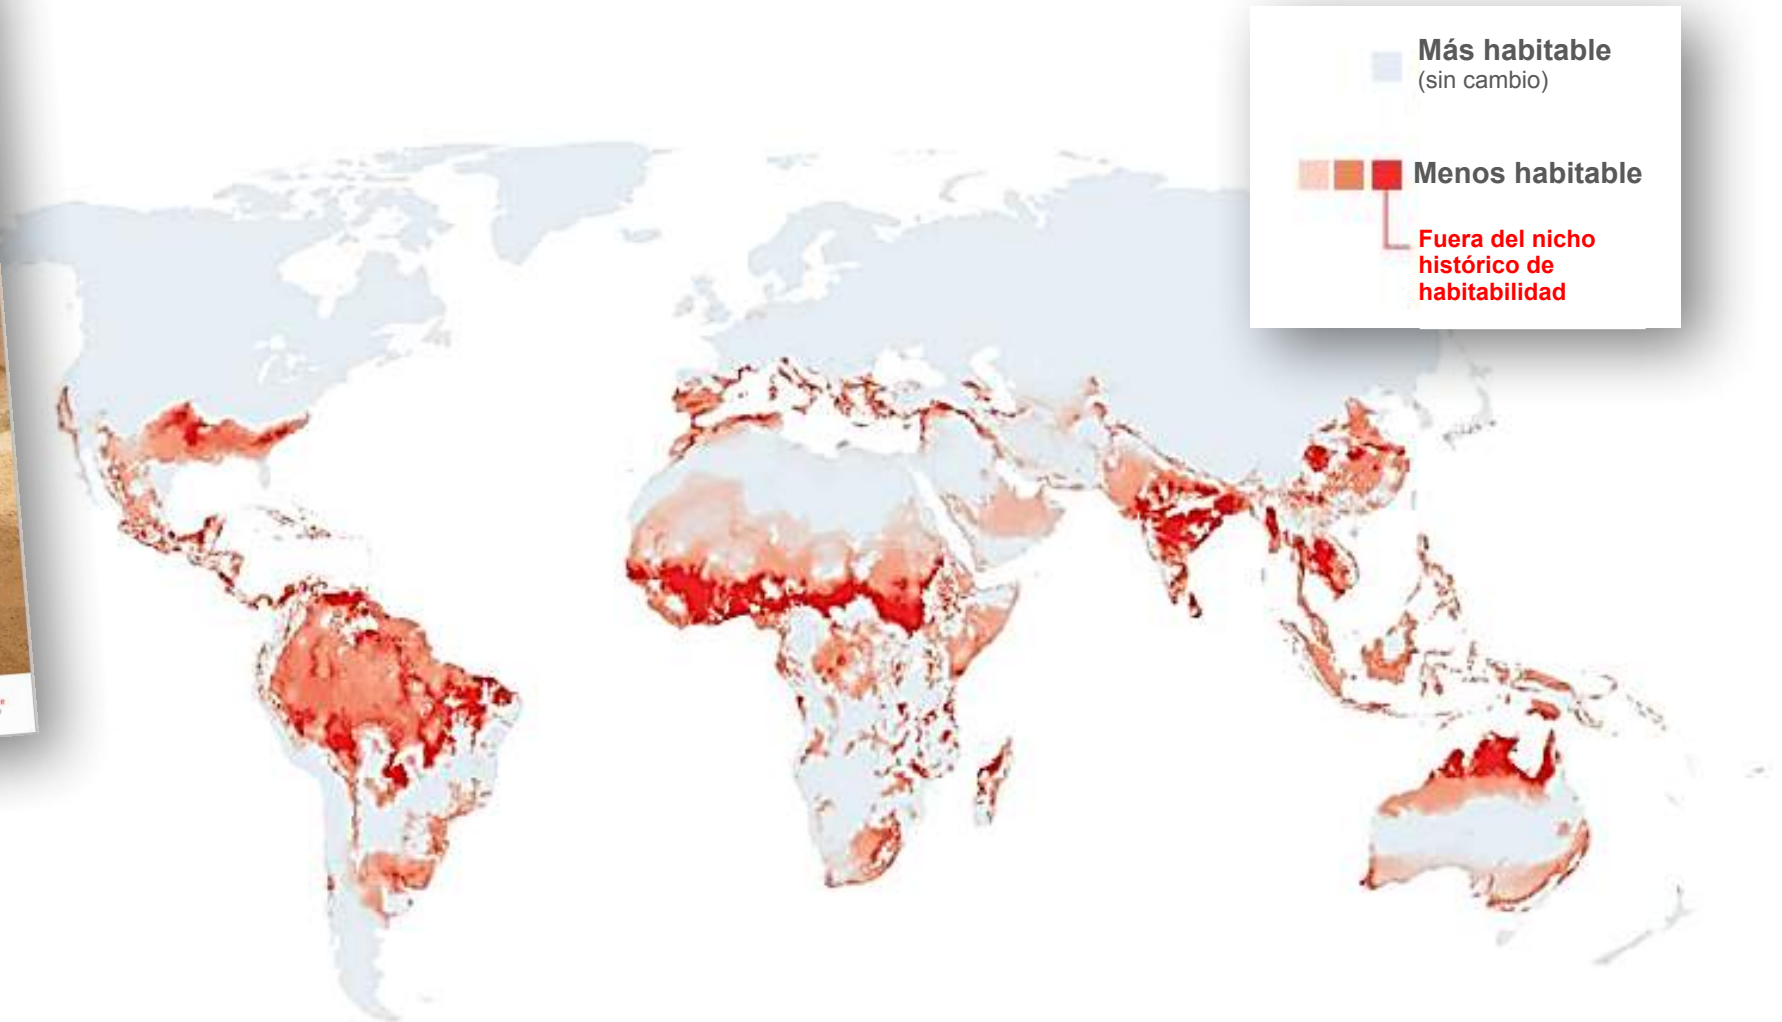 Más habitable
(sin cambio)
Menos habitable
Fuera del nicho
histórico de
habitabilidad